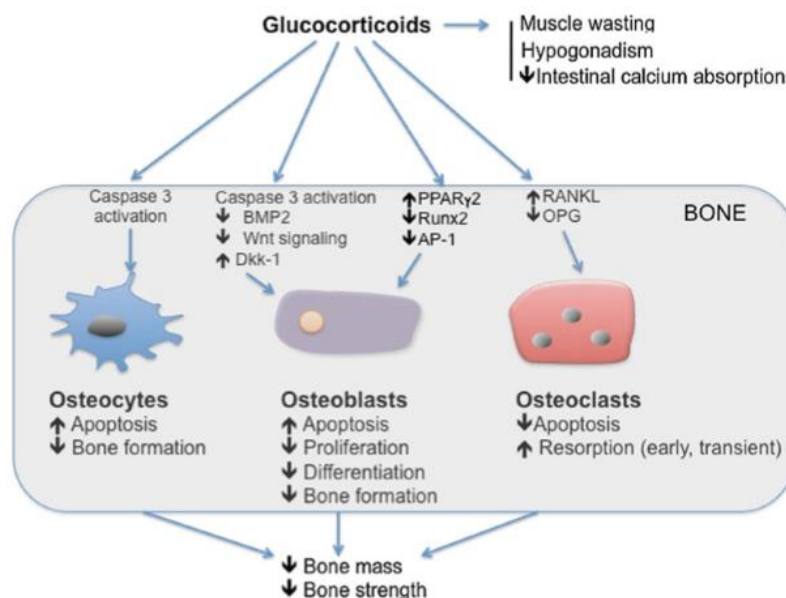 Glucocorticoids
Muscle wasting
Hypogonadism
↓Intestinal calcium absorption
BONE
Caspase 3
activation
Caspase 3 activation
↓ BMP2
↓ Wnt signaling
↑ Dkk-1
↑PPARγ2
↓Runx2
↓AP-1
↑ RANKL
↓ OPG
Osteocytes
↑ Apoptosis
↓ Bone formation
Osteoblasts
↑ Apoptosis
↓ Proliferation
↓ Differentiation
↓ Bone formation
Osteoclasts
↓Apoptosis
↑ Resorption (early, transient)
↓ Bone mass
↓ Bone strength